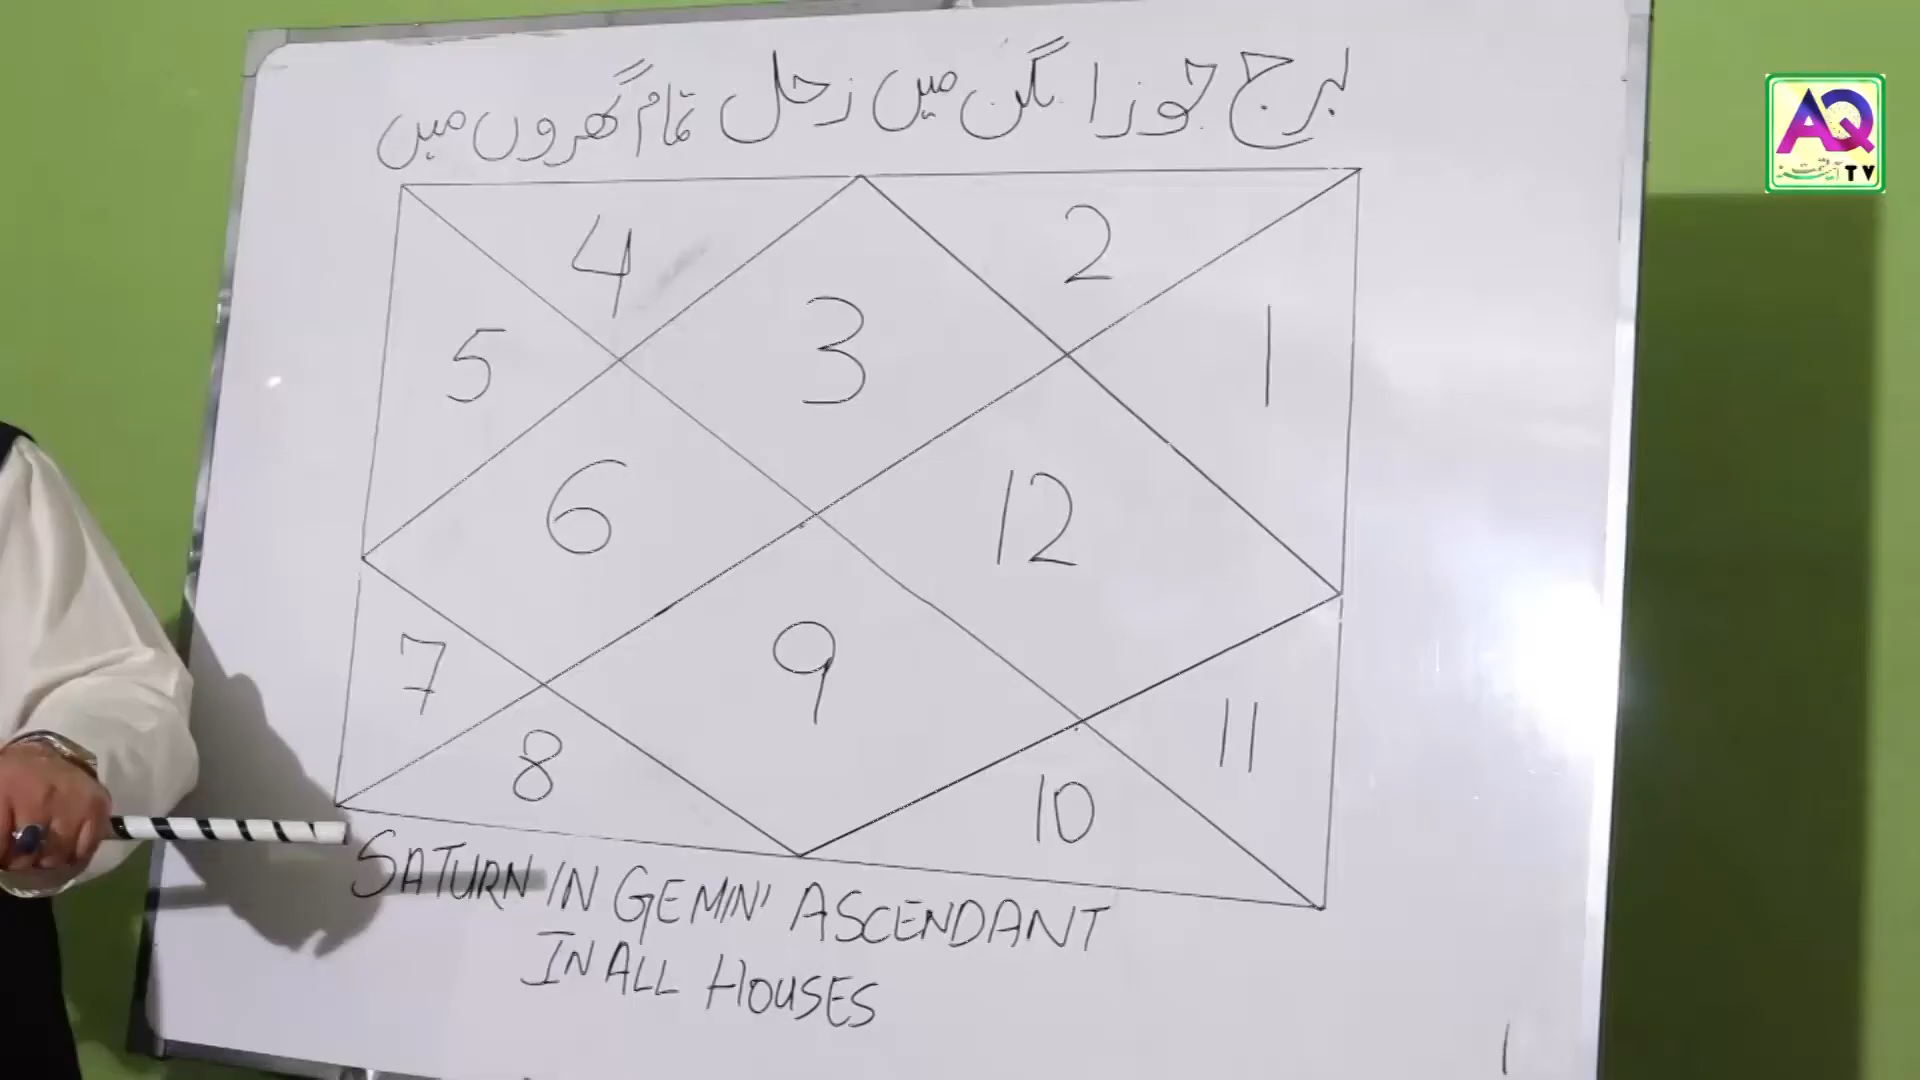 برج جوزا لگن میں زحل تمام گھروں میں
AQ
TV
4
2
3
5
1
6
12
9
7
11
8
10
SATURN IN GEMINI ASCENDANT
IN ALL HOUSES